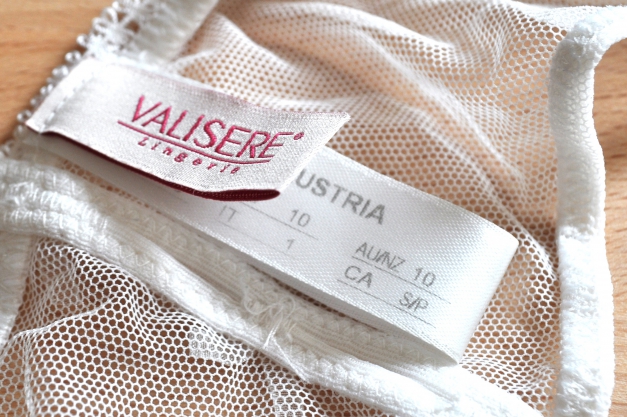 VALISERE®
Lingerie
USTRIA
IT 1
10
AU/NZ 10
CA S/P